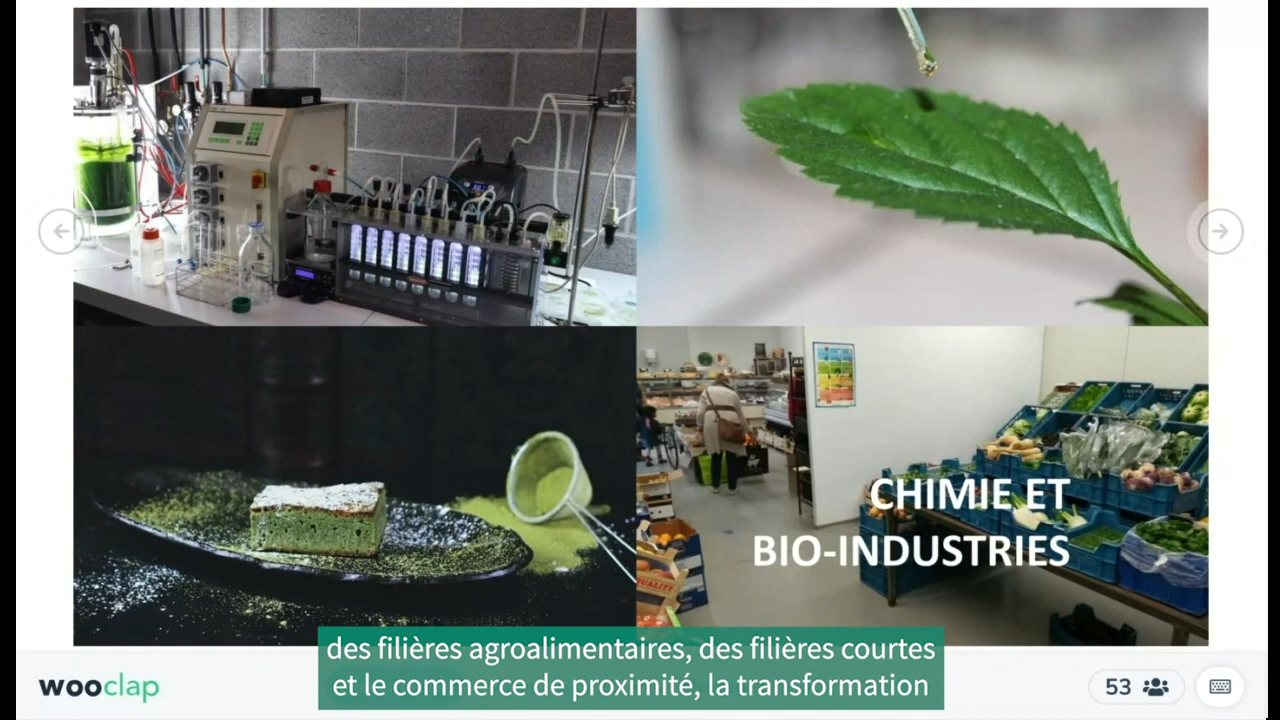 CHIMIE ET
BIO-INDUSTRIES
QUALITÉ
des filières agroalimentaires, des filières courtes
et le commerce de proximité, la transformation
wooclap
53